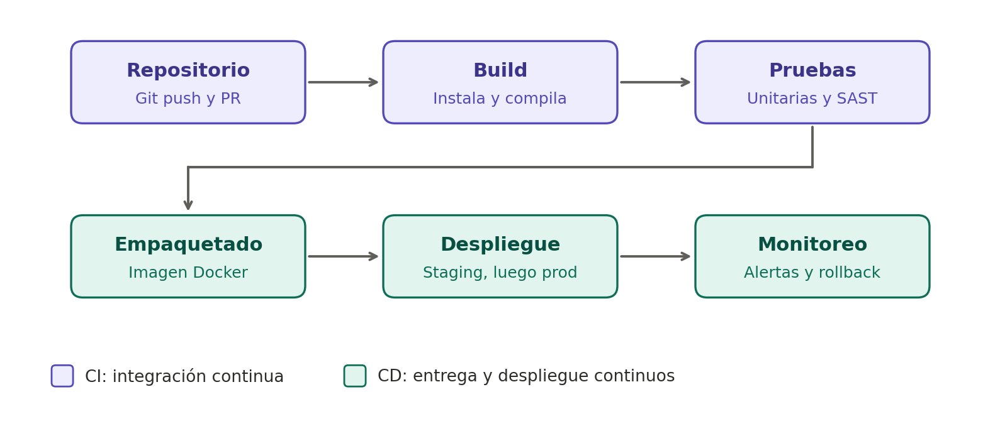 Repositorio
Git push y PR
Build
Instala y compila
Pruebas
Unitarias y SAST
Empaquetado
Imagen Docker
Despliegue
Staging, luego prod
Monitoreo
Alertas y rollback
CI: integración continua
CD: entrega y despliegue continuos